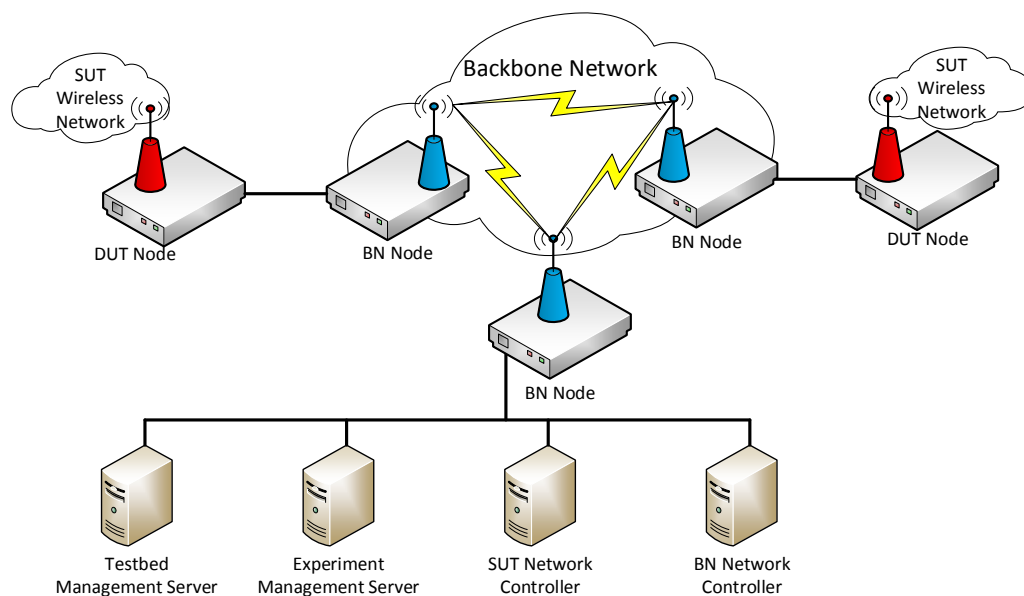 SUT
Wireless
Network
Backbone Network
SUT
Wireless
Network
DUT Node
BN Node
BN Node
DUT Node
BN Node
Testbed
Management Server
Experiment
Management Server
SUT Network
Controller
BN Network
Controller